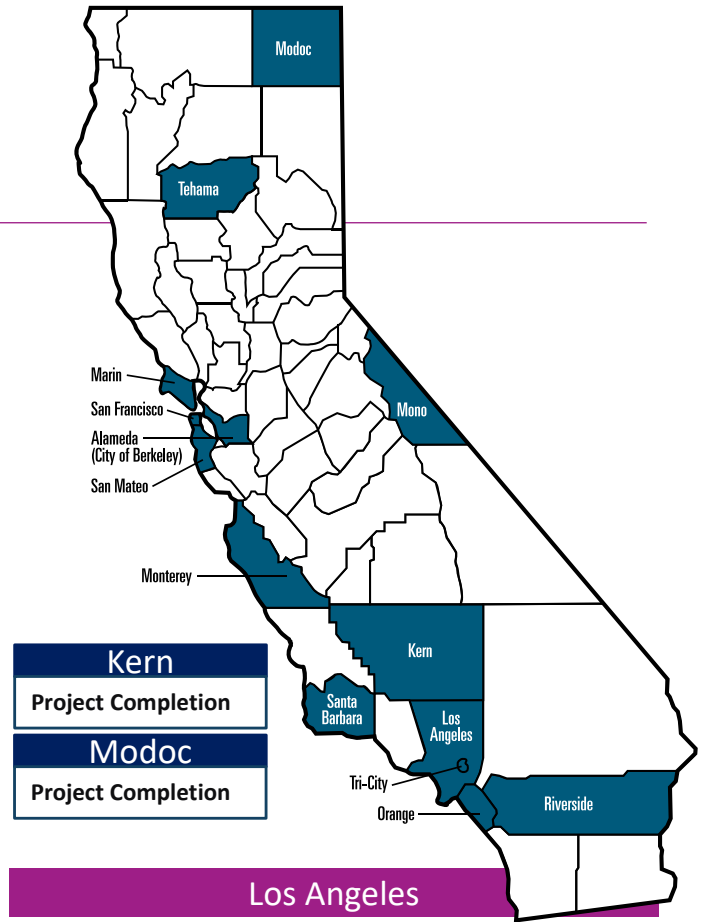 Modoc
Tehama
Marin
San Francisco
Alameda
(City of Berkeley)
San Mateo
Mono
Monterey
Kern
Santa
Barbara
Los
Angeles
Tri-City
Orange
Riverside
Kern
Project Completion
Modoc
Project Completion
Los Angeles